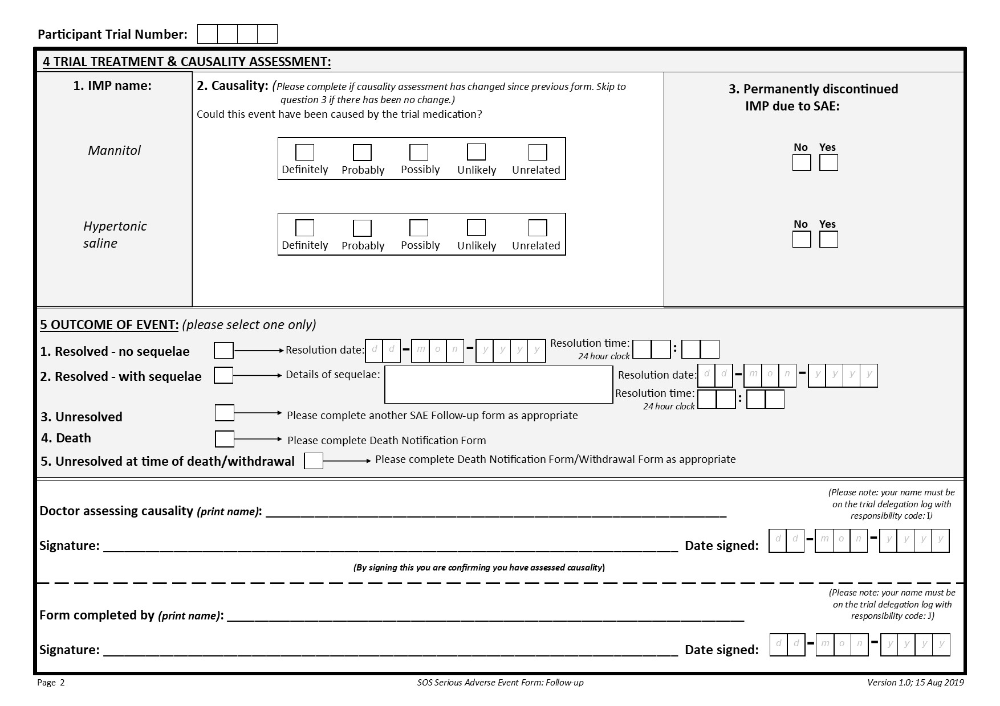 Participant Trial Number:
4 TRIAL TREATMENT & CAUSALITY ASSESSMENT:
1. IMP name:
2. Causality: (Please complete if causality assessment has changed since previous form. Skip to
question 3 if there has been no change.)
Could this event have been caused by the trial medication?
3. Permanently discontinued
IMP due to SAE:
Mannitol
Definitely Probably Possibly Unlikely Unrelated
No Yes
Hypertonic
saline
Definitely Probably Possibly Unlikely Unrelated
No Yes
5 OUTCOME OF EVENT: (please select one only)
1. Resolved - no sequelae Resolution date: d d - m o n - y y y y Resolution time: :
24 hour clock
2. Resolved - with sequelae Details of sequelae: Resolution date: d d - m o n - y y y y
Resolution time: :
24 hour clock
3. Unresolved Please complete another SAE Follow-up form as appropriate
4. Death Please complete Death Notification Form
5. Unresolved at time of death/withdrawal Please complete Death Notification Form/Withdrawal Form as appropriate
(Please note: your name must be
on the trial delegation log with
responsibility code: I)
Doctor assessing causality (print name): ____
Signature: ____ Date signed: d d - m o n - y y y y
(By signing this you are confirming you have assessed causality)
(Please note: your name must be
on the trial delegation log with
responsibility code: J)
Form completed by (print name): ____
Signature: ____ Date signed: d d - m o n - y y y y
Page 2 SOS Serious Adverse Event Form: Follow-up Version 1.0; 15 Aug 2019